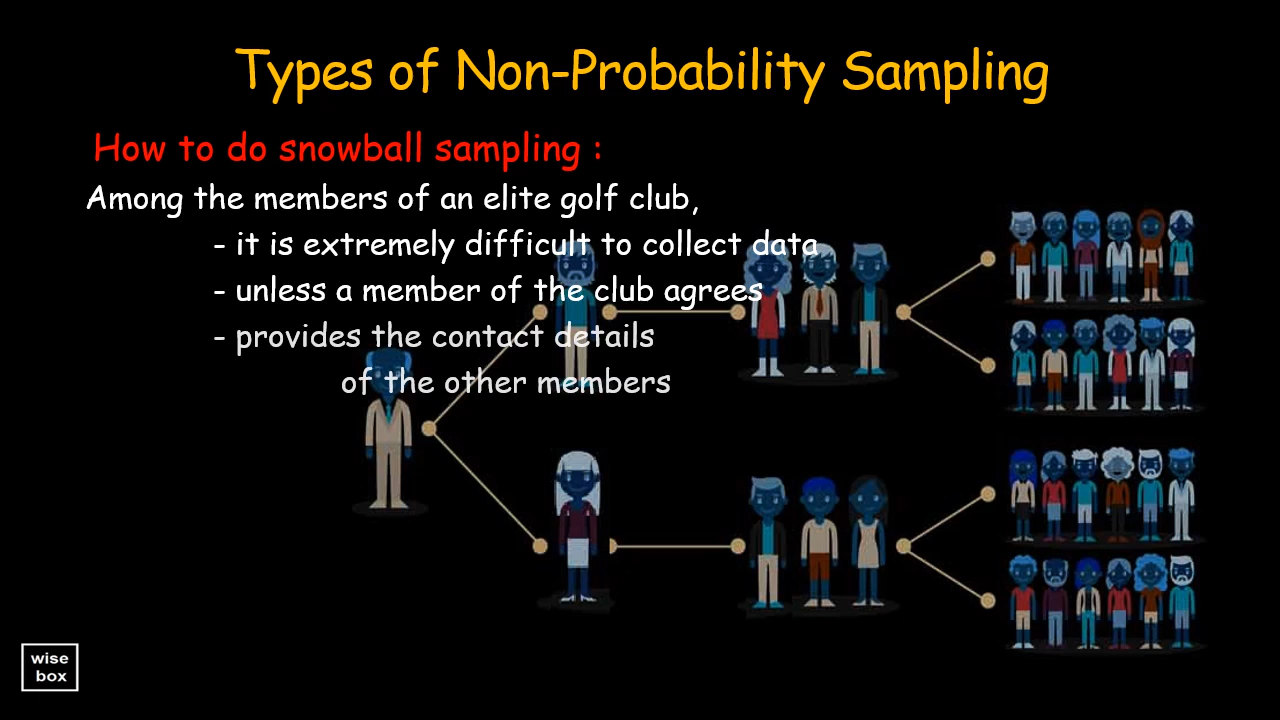 Types of Non-Probability Sampling
How to do snowball sampling :
Among the members of an elite golf club,
- it is extremely difficult to collect data
- unless a member of the club agrees
- provides the contact details
of the other members
wise
box